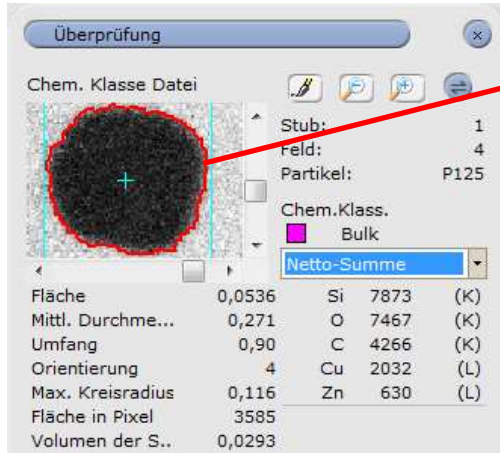 Überprüfung
Chem. Klasse Datei
Stub: 1
Feld: 4
Partikel: P125
Chem.Klass.
Bulk
Netto-Summe
Fläche 0,0536
Mittl. Durchme... 0,271
Umfang 0,90
Orientierung 4
Max. Kreisradius 0,116
Fläche in Pixel 3585
Volumen der S.. 0,0293
Si 7873 (K)
O 7467 (K)
C 4266 (K)
Cu 2032 (L)
Zn 630 (L)